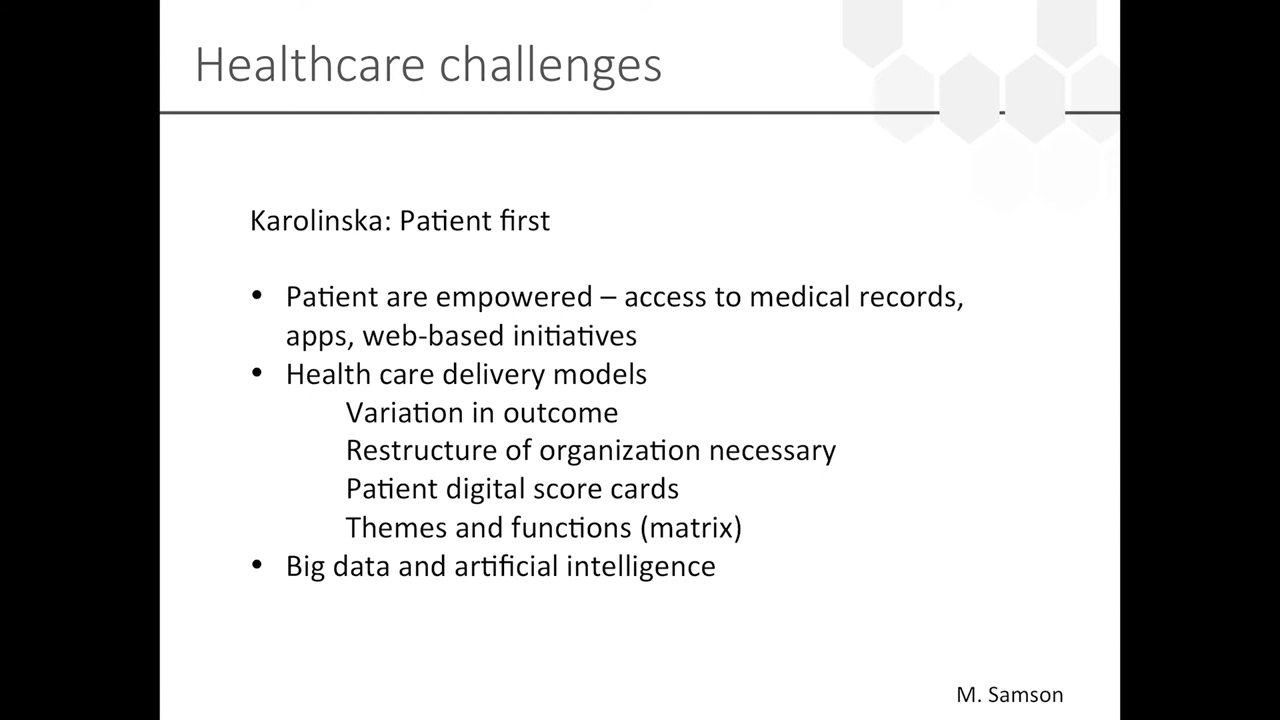 Healthcare challenges
Karolinska: Patient first
• Patient are empowered – access to medical records,
apps, web-based initiatives
• Health care delivery models
Variation in outcome
Restructure of organization necessary
Patient digital score cards
Themes and functions (matrix)
• Big data and artificial intelligence
M. Samson